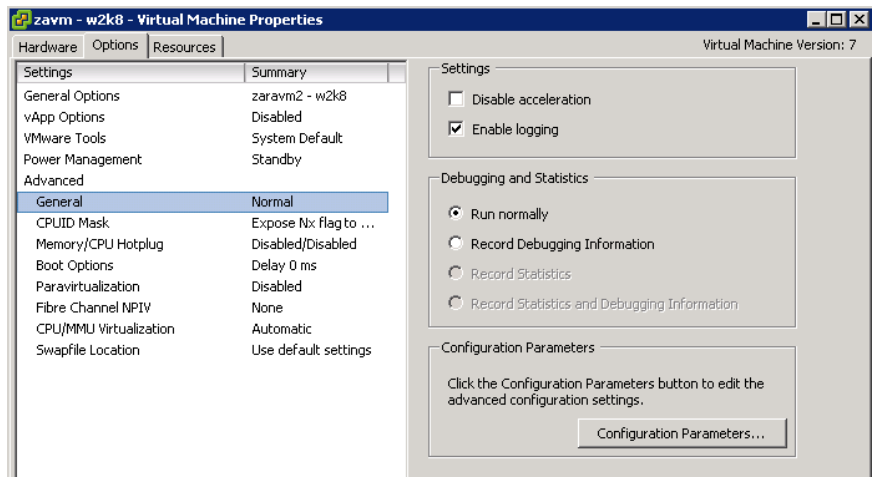 zavm - w2k8 - Virtual Machine Properties
Hardware Options Resources Virtual Machine Version: 7
Settings Summary
General Options zaravm2 - w2k8
vApp Options Disabled
VMware Tools System Default
Power Management Standby
Advanced
General Normal
CPUID Mask Expose Nx flag to ...
Memory/CPU Hotplug Disabled/Disabled
Boot Options Delay 0 ms
Paravirtualization Disabled
Fibre Channel NPIV None
CPU/MMU Virtualization Automatic
Swapfile Location Use default settings
Settings
Disable acceleration
Enable logging
Debugging and Statistics
Run normally
Record Debugging Information
Record Statistics
Record Statistics and Debugging Information
Configuration Parameters
Click the Configuration Parameters button to edit the
advanced configuration settings.
Configuration Parameters...